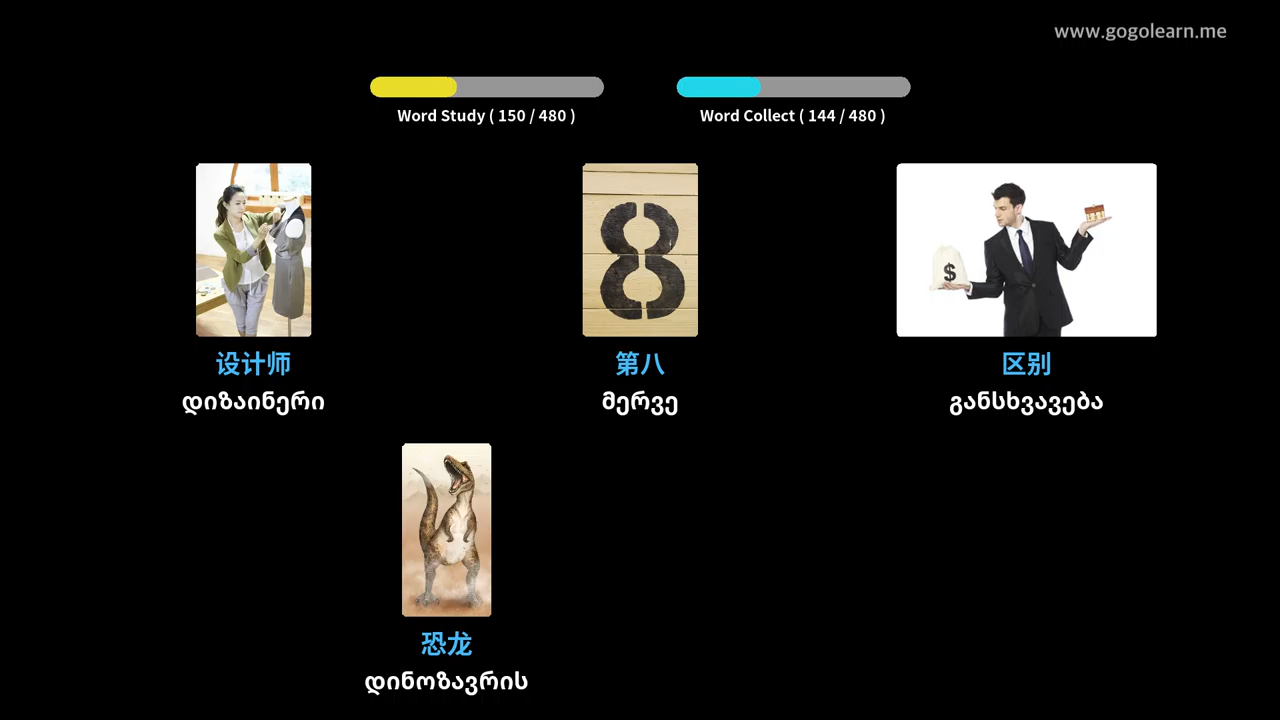 www.gogolearn.me
Word Study ( 150 / 480 )
Word Collect ( 144 / 480 )
8
$
设计师
第八
区别
დიზაინერი
მერვე
განსხვავება
恐龙
დინოზავრის